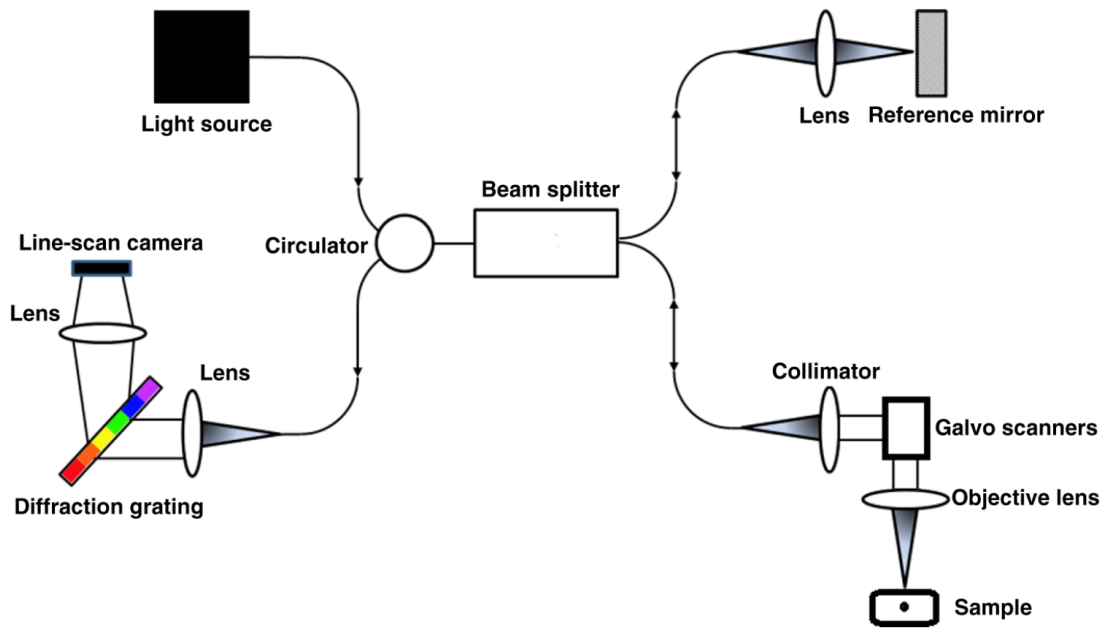 Light source
Lens
Reference mirror
Beam splitter
Circulator
Line-scan camera
Lens
Lens
Diffraction grating
Collimator
Galvo scanners
Objective lens
Sample